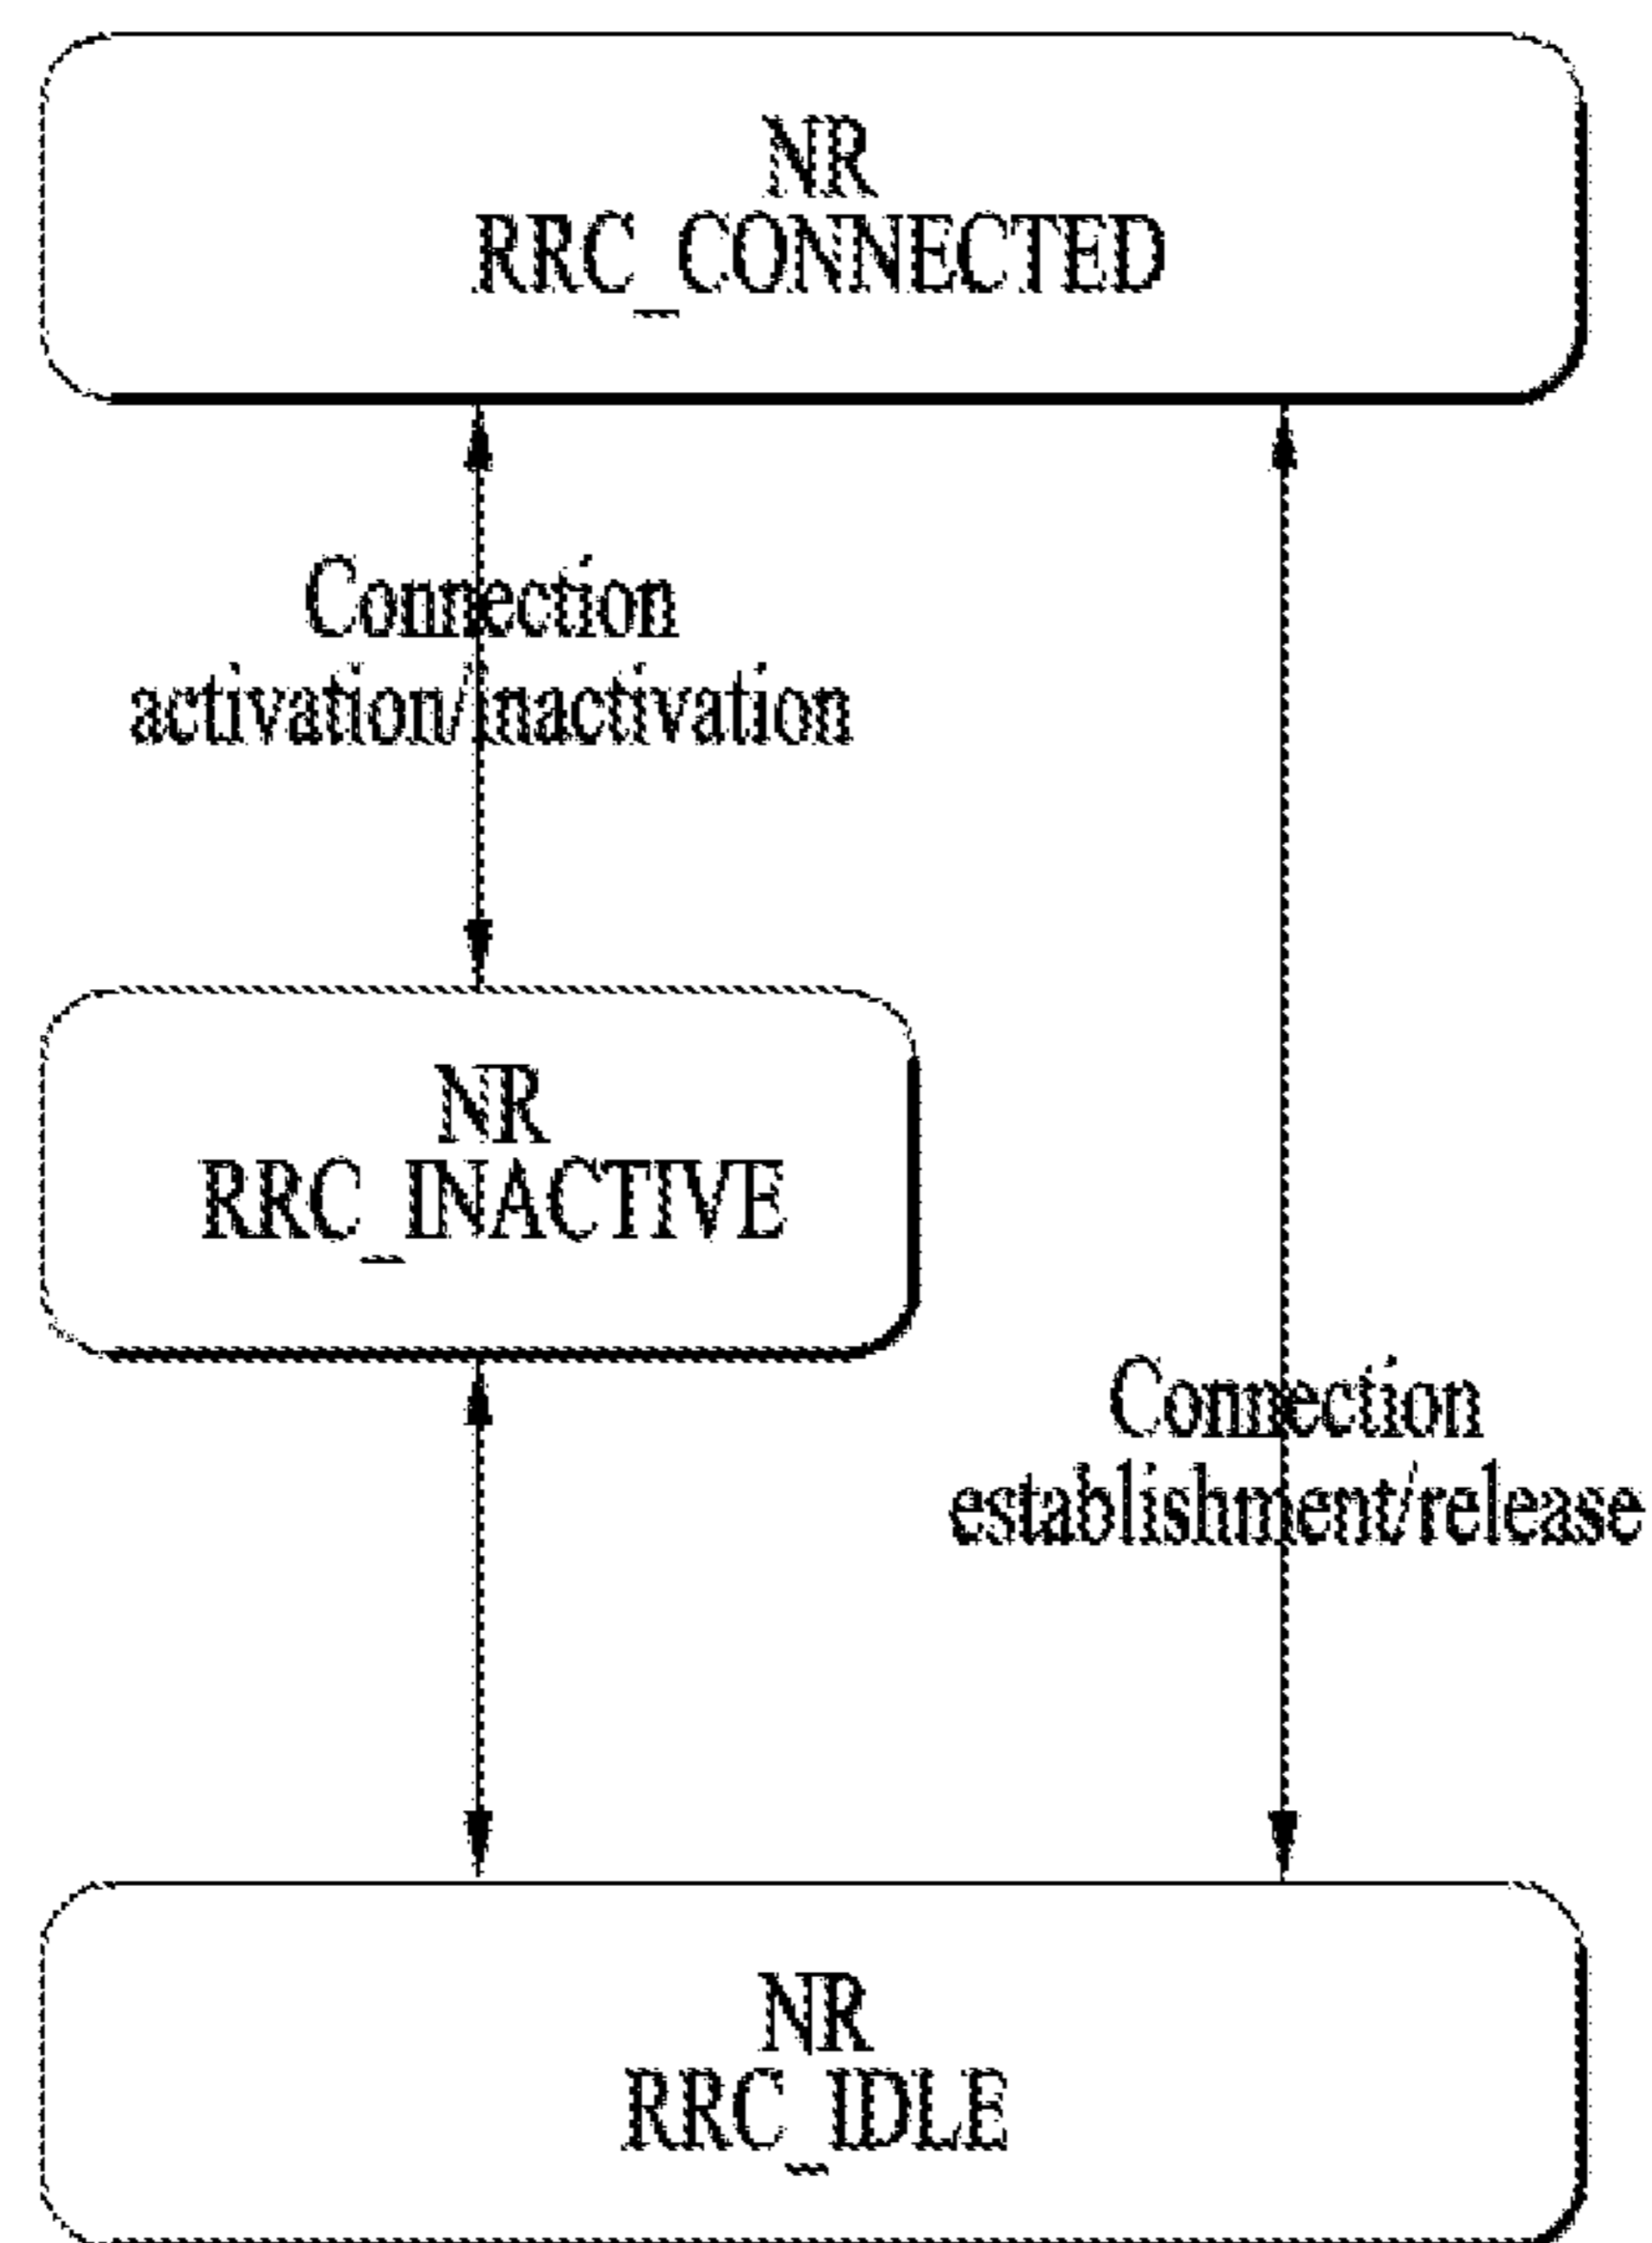 NR
RRC_CONNECTED
Connection
activation/inactivation
NR
RRC_INACTIVE
Connection
establishment/release
NR
RRC_IDLE